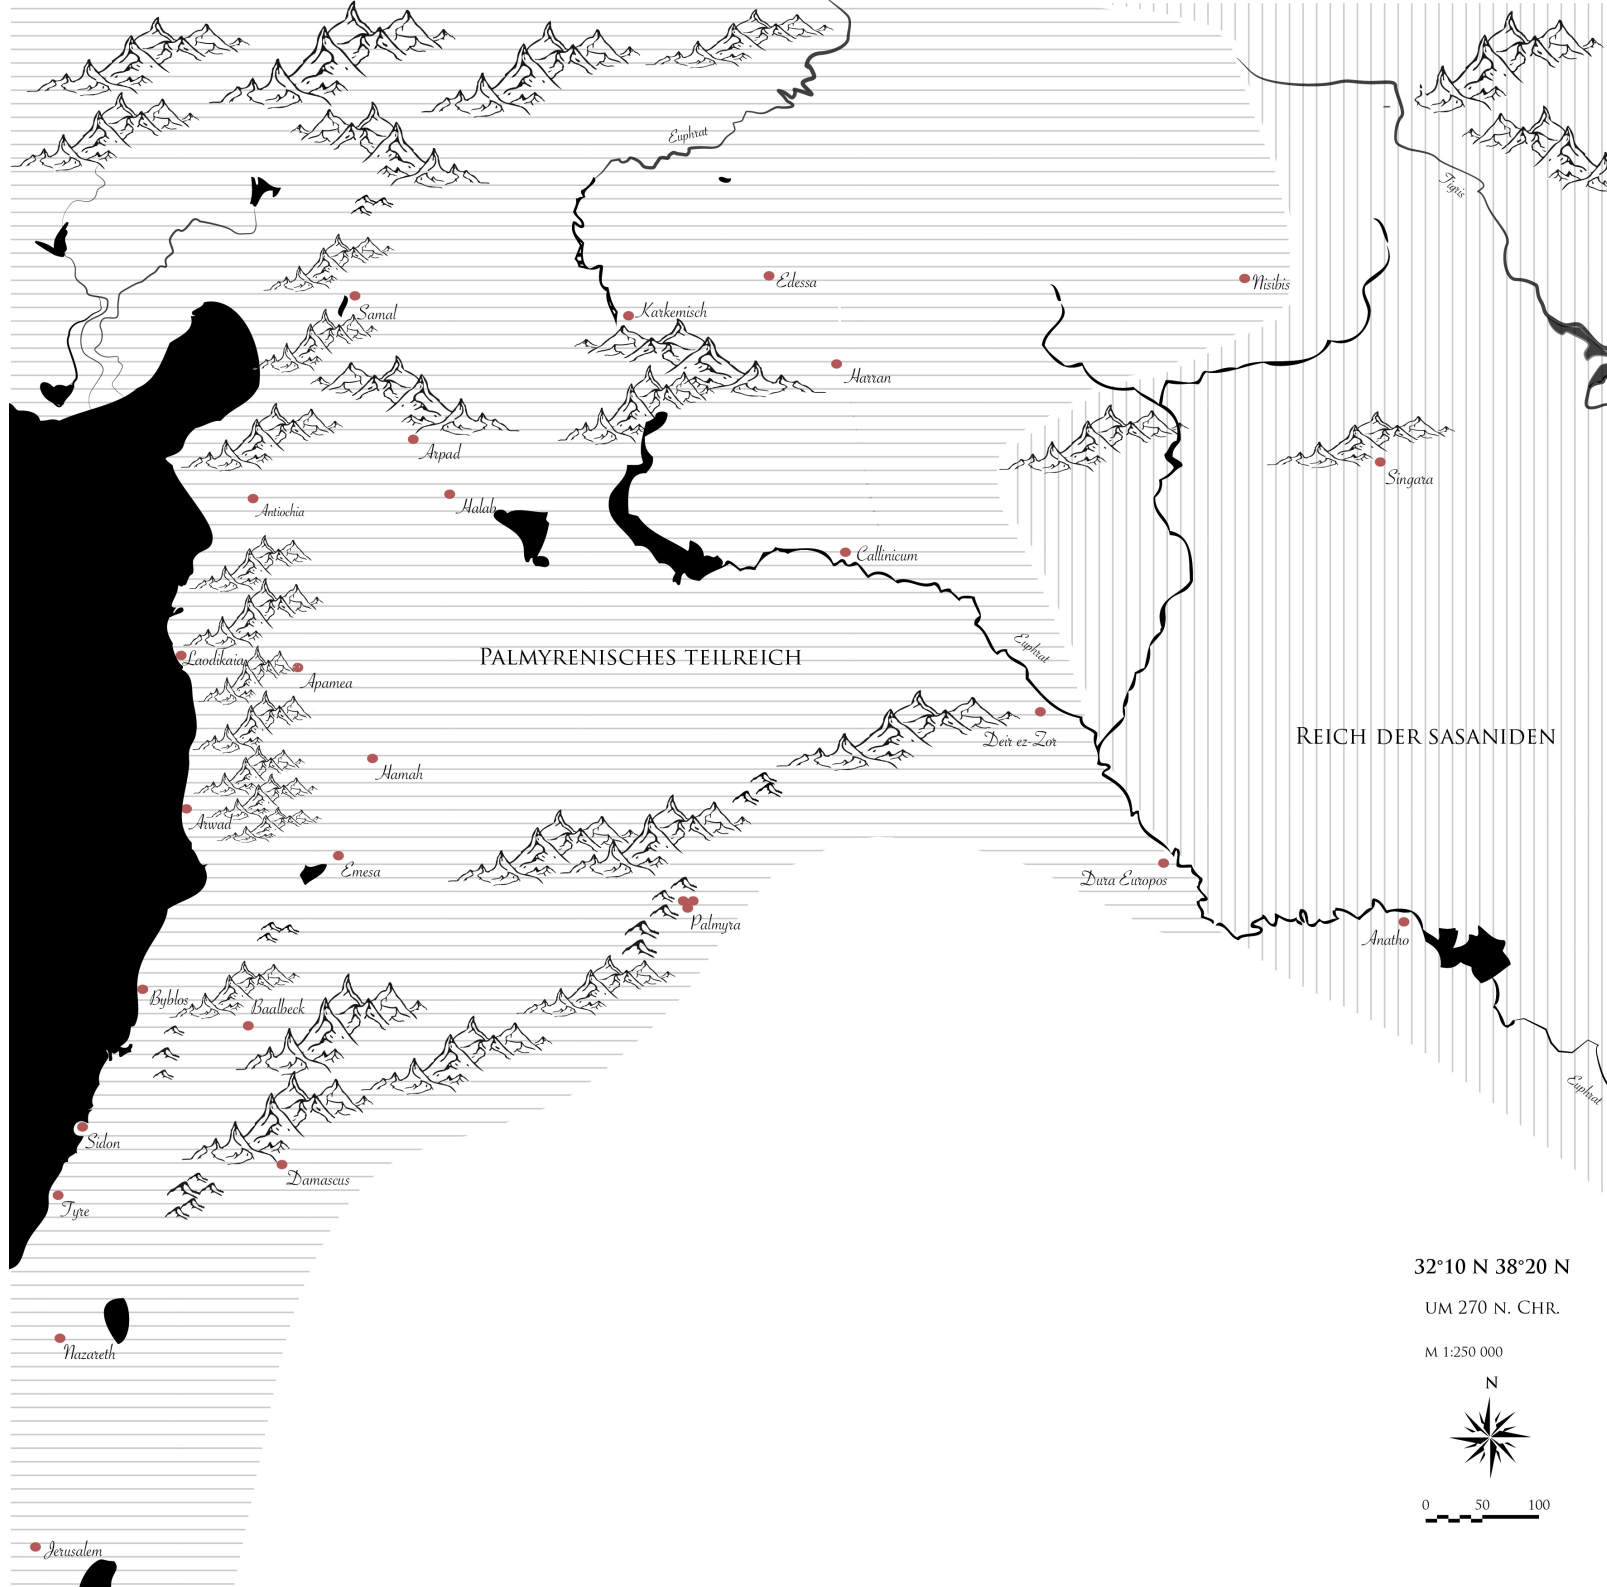 Euphrat
Tigris
Edessa
Nisibis
Samal
Karkemisch
Harran
Arpad
Singara
Antiochia
Halab
Callinicum
Euphrat
Laodikaia
PALMYRENISCHES TEILREICH
Apamea
Deir ez-Zor
REICH DER SASANIDEN
Hamah
Arwad
Emesa
Dura Europos
Palmyra
Anatho
Byblos
Baalbeck
Euphrat
Sidon
Damascus
Tyre
32°10 N 38°20 N
UM 270 N. CHR.
Nazareth
M 1:250 000
N
0 50 100
Jerusalem